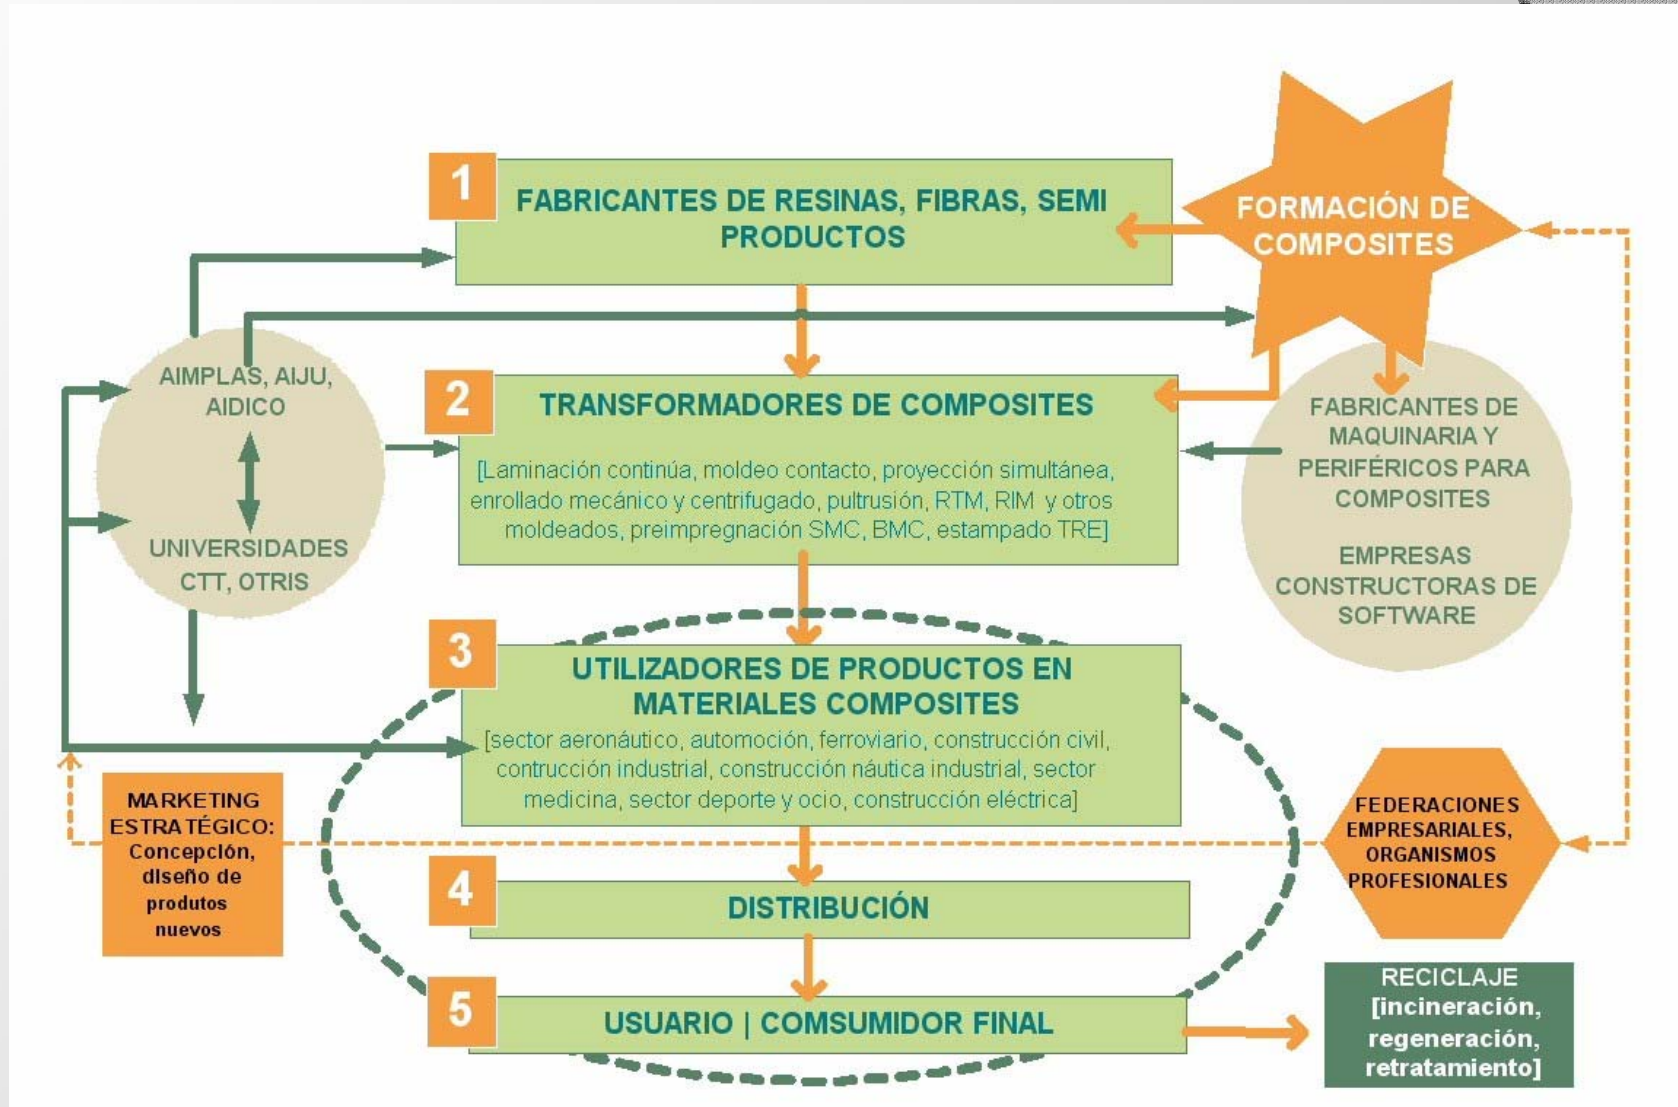 1
FABRICANTES DE RESINAS, FIBRAS, SEMI
PRODUCTOS
FORMACIÓN DE
COMPOSITES
AIMPLAS, AIJU,
AIDICO
UNIVERSIDADES
CTT, OTRIS
2
TRANSFORMADORES DE COMPOSITES
[Laminación continúa, moldeo contacto, proyección simultánea,
enrollado mecánico y centrifugado, pultrusión, RTM, RIM y otros
moldeados, preimpregnación SMC, BMC, estampado TRE]
FABRICANTES DE
MAQUINARIA Y
PERIFÉRICOS PARA
COMPOSITES
EMPRESAS
CONSTRUCTORAS DE
SOFTWARE
3
UTILIZADORES DE PRODUCTOS EN
MATERIALES COMPOSITES
[sector aeronáutico, automoción, ferroviario, construcción civil,
contrucción industrial, construcción náutica industrial, sector
medicina, sector deporte y ocio, construcción eléctrica]
MARKETING
ESTRATÉGICO:
Concepción,
diseño de
produtos
nuevos
FEDERACIONES
EMPRESARIALES,
ORGANISMOS
PROFESIONALES
4
DISTRIBUCIÓN
5
USUARIO | COMSUMIDOR FINAL
RECICLAJE
[incineración,
regeneración,
retratamiento]